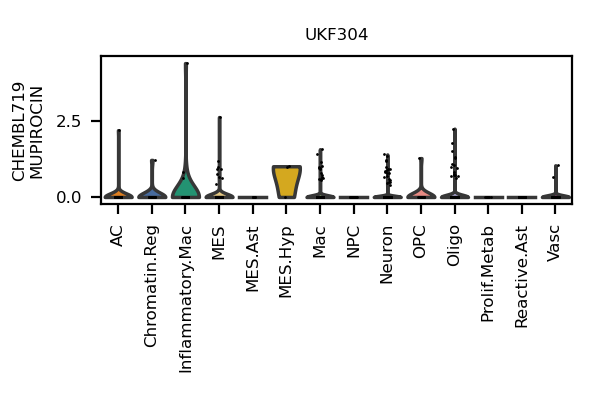 UKF304
CHEMBL719
MUPIROCIN
2.5
0.0
AC
Chromatin.Reg
Inflammatory.Mac
MES
MES.Ast
MES.Hyp
Mac
NPC
Neuron
OPC
Oligo
Prolif.Metab
Reactive.Ast
Vasc